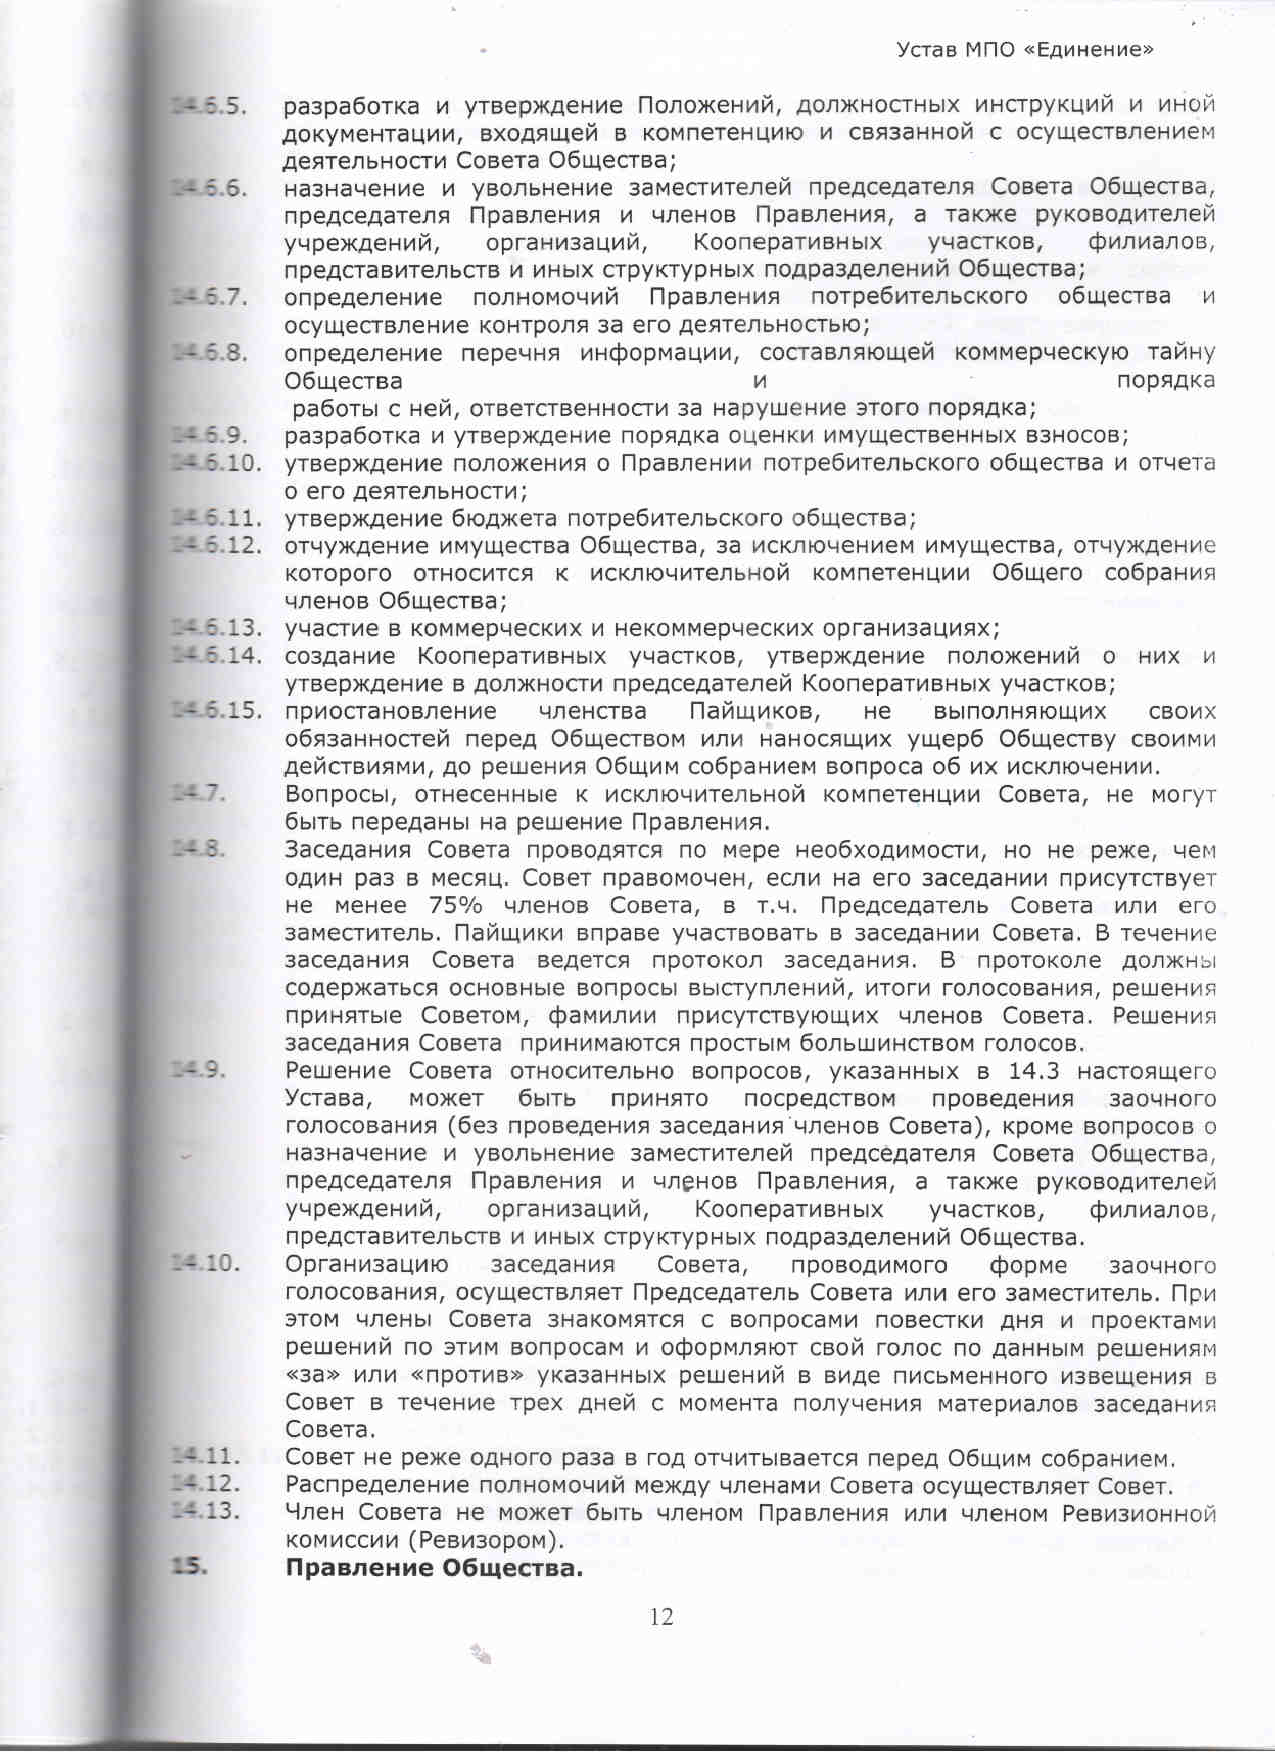 Устав МПО «Единение»
14.6.5. разработка и утверждение Положений, должностных инструкций и иной
документации, входящей в компетенцию и связанной с осуществлением
деятельности Совета Общества;
14.6.6. назначение и увольнение заместителей председателя Совета Общества,
председателя Правления и членов Правления, а также руководителей
учреждений, организаций, Кооперативных участков, филиалов,
представительств и иных структурных подразделений Общества;
14.6.7. определение полномочий Правления потребительского общества и
осуществление контроля за его деятельностью;
14.6.8. определение перечня информации, составляющей коммерческую тайну
Общества и порядка
работы с ней, ответственности за нарушение этого порядка;
14.6.9. разработка и утверждение порядка оценки имущественных взносов;
14.6.10. утверждение положения о Правлении потребительского общества и отчета
о его деятельности;
14.6.11. утверждение бюджета потребительского общества;
14.6.12. отчуждение имущества Общества, за исключением имущества, отчуждение
которого относится к исключительной компетенции Общего собрания
членов Общества;
14.6.13. участие в коммерческих и некоммерческих организациях;
14.6.14. создание Кооперативных участков, утверждение положений о них и
утверждение в должности председателей Кооперативных участков;
14.6.15. приостановление членства Пайщиков, не выполняющих своих
обязанностей перед Обществом или наносящих ущерб Обществу своими
действиями, до решения Общим собранием вопроса об их исключении.
14.7. Вопросы, отнесенные к исключительной компетенции Совета, не могут
быть переданы на решение Правления.
14.8. Заседания Совета проводятся по мере необходимости, но не реже, чем
один раз в месяц. Совет правомочен, если на его заседании присутствует
не менее 75% членов Совета, в т.ч. Председатель Совета или его
заместитель. Пайщики вправе участвовать в заседании Совета. В течение
заседания Совета ведется протокол заседания. В протоколе должны
содержаться основные вопросы выступлений, итоги голосования, решения
принятые Советом, фамилии присутствующих членов Совета. Решения
заседания Совета принимаются простым большинством голосов.
14.9. Решение Совета относительно вопросов, указанных в 14.3 настоящего
Устава, может быть принято посредством проведения заочного
голосования (без проведения заседания членов Совета), кроме вопросов о
назначение и увольнение заместителей председателя Совета Общества,
председателя Правления и членов Правления, а также руководителей
учреждений, организаций, Кооперативных участков, филиалов,
представительств и иных структурных подразделений Общества.
14.10. Организацию заседания Совета, проводимого форме заочного
голосования, осуществляет Председатель Совета или его заместитель. При
этом члены Совета знакомятся с вопросами повестки дня и проектами
решений по этим вопросам и оформляют свой голос по данным решениям
«за» или «против» указанных решений в виде письменного извещения в
Совет в течение трех дней с момента получения материалов заседания
Совета.
14.11. Совет не реже одного раза в год отчитывается перед Общим собранием.
14.12. Распределение полномочий между членами Совета осуществляет Совет.
14.13. Член Совета не может быть членом Правления или членом Ревизионной
комиссии (Ревизором).
15. Правление Общества.
12